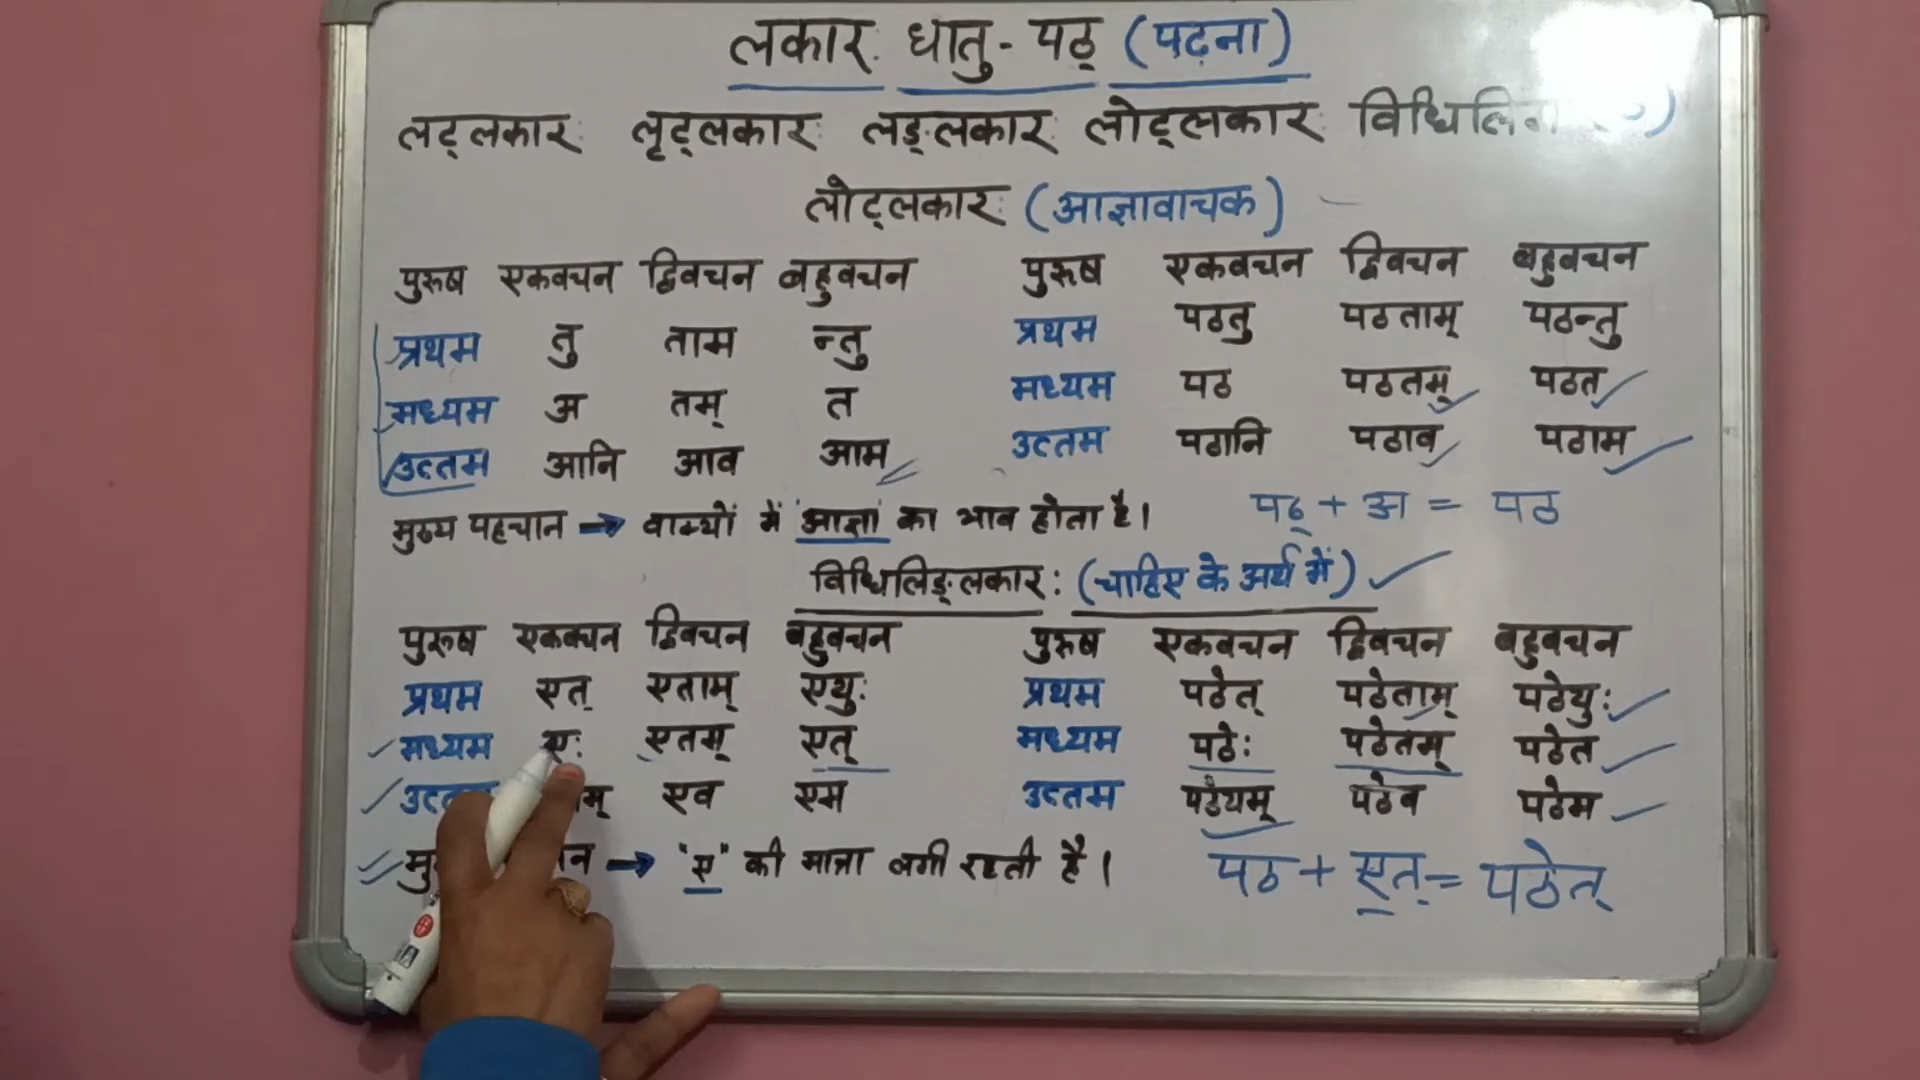 लकारः धातु - पठ् (पढ़ना)
लट्लकारः लृट्लकारः लङ्लकारः लोट्लकारः
लोट्लकारः (आज्ञावाचक)
पुरूष एकवचन द्विवचन बहुवचन पुरूष एकवचन द्विवचन बहुवचन
प्रथम तु ताम न्तु प्रथम पठतु पठताम् पठन्तु
मध्यम अ तम् त मध्यम पठ पठतम् पठत
उत्तम आनि आव आम उत्तम पठानि पठाव पठाम
मुख्य पहचान → वाक्यों में 'आज्ञा' का भाव होता है। पठ् + अ = पठ
विधिलिङ्लकारः (चाहिए के अर्थ में)
पुरूष एकवचन द्विवचन बहुवचन पुरूष एकवचन द्विवचन बहुवचन
प्रथम एत् एताम् एयुः प्रथम पठेत् पठेताम् पठेयुः
मध्यम एः एतम् एत् मध्यम पठेः पठेतम् पठेत
एव एम उत्तम पठेयम् पठेव पठेम
→ "ए" की मात्रा लगी रहती है। पठ + एत् = पठेत्